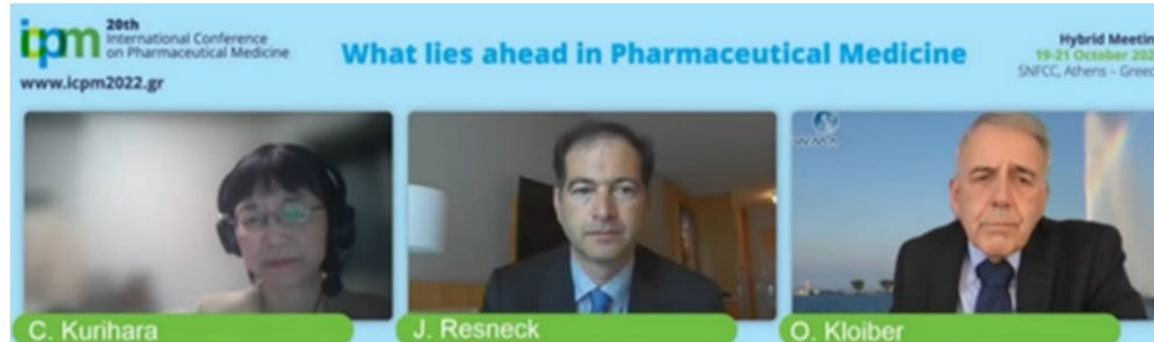 icpm
20th
International Conference
on Pharmaceutical Medicine
www.icpm2022.gr
What lies ahead in Pharmaceutical Medicine
Hybrid Meetin
19-21 October 202
SNFCC, Athens – Greec
WMA
C. Kurihara
J. Resneck
O. Kloiber